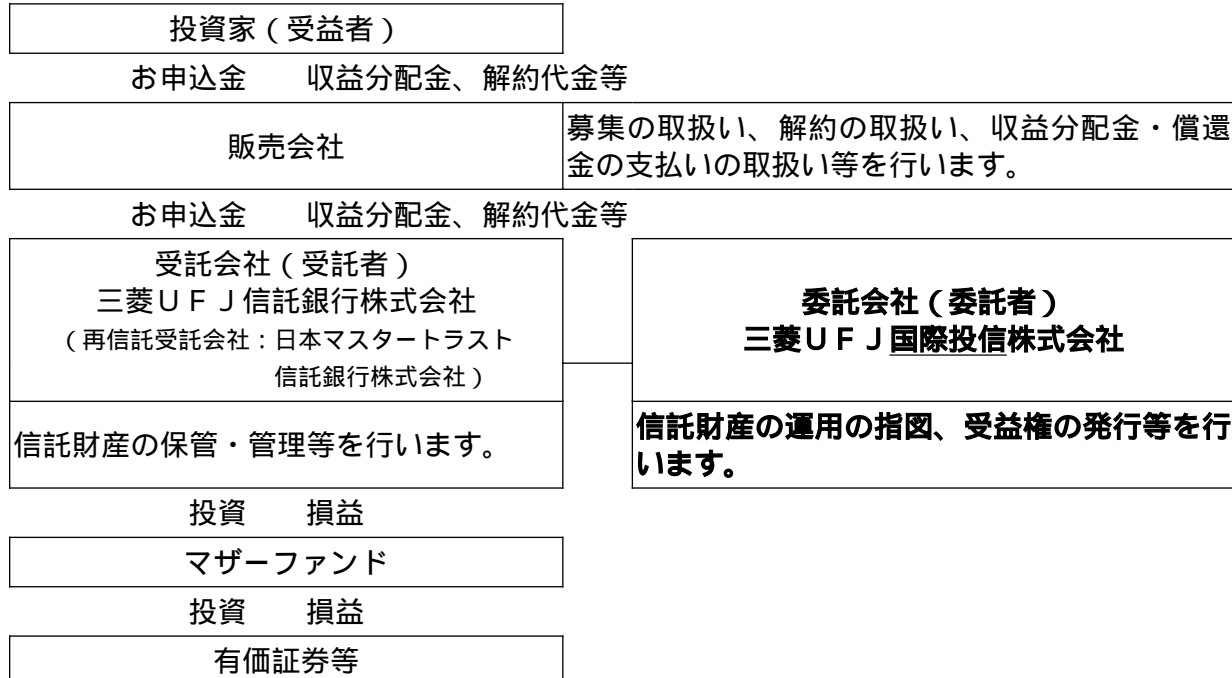 投資家（受益者）
お申込金　　収益分配金、解約代金等
販売会社
募集の取扱い、解約の取扱い、収益分配金・償還
金の支払いの取扱い等を行います。
お申込金　　収益分配金、解約代金等
受託会社（受託者）
三菱ＵＦＪ信託銀行株式会社
（再信託受託会社：日本マスタートラスト
信託銀行株式会社）
委託会社（委託者）
三菱ＵＦＪ国際投信株式会社
信託財産の保管・管理等を行います。
信託財産の運用の指図、受益権の発行等を行
います。
投資　　損益
マザーファンド
投資　　損益
有価証券等